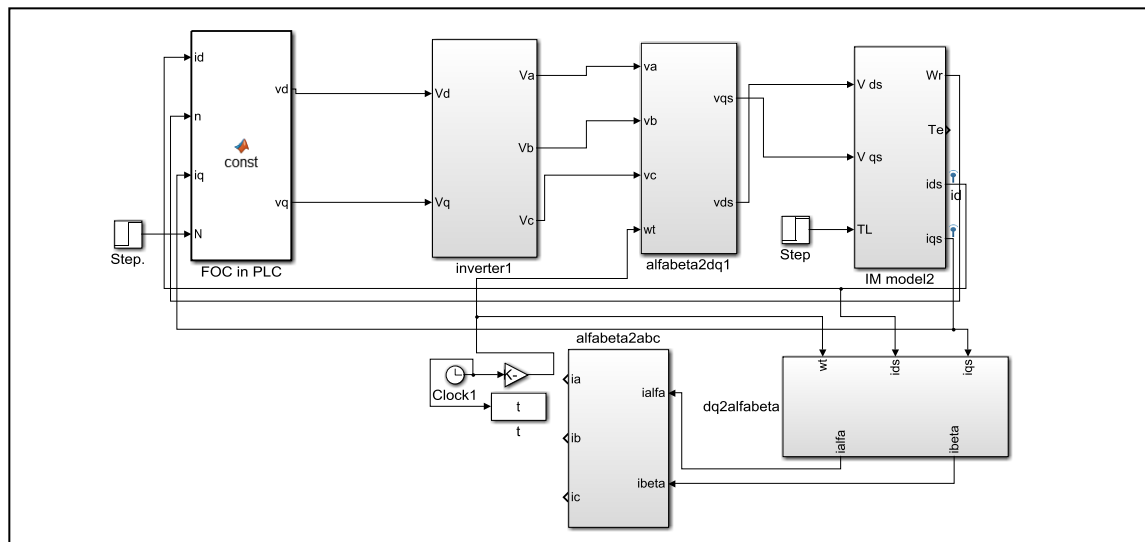 id
n
iq
N
const
vd
vq
FOC in PLC
Step.
Vd
Vq
Va
Vb
Vc
inverter1
va
vb
vc
wt
vqs
vds
alfabeta2dq1
Step
V ds
V qs
TL
Wr
Te
ids
id
iqs
IM model2
Clock1
<-
t
t
alfabeta2abc
ia
ib
ic
ialfa
ibeta
wt
ids
iqs
dq2alfabeta
ialfa
ibeta